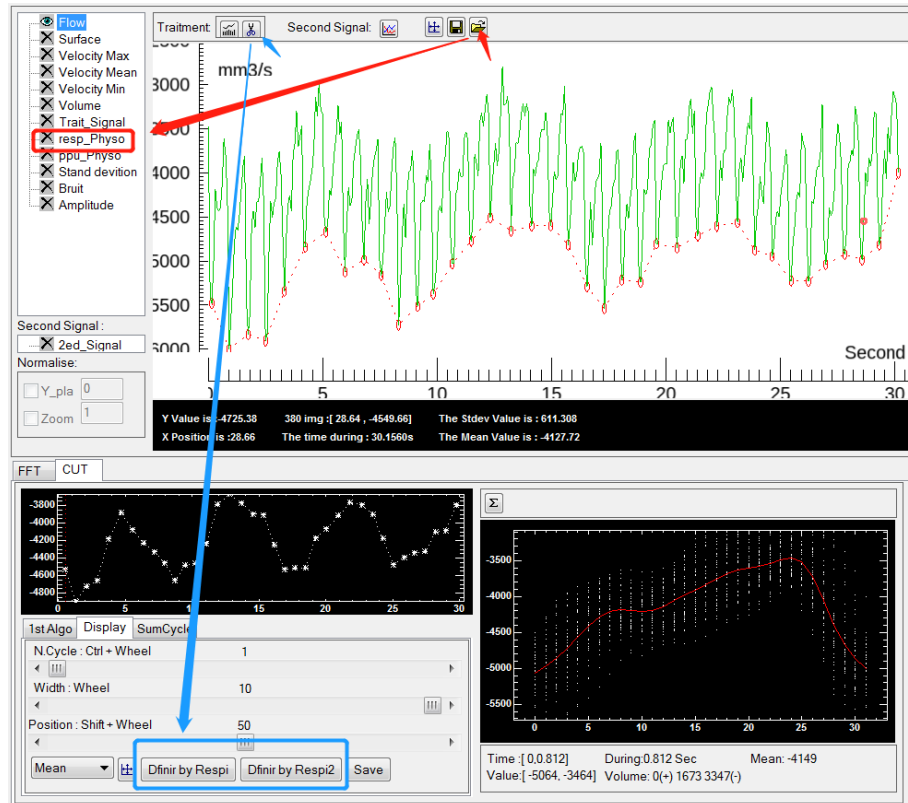 Flow
Surface
Velocity Max
Velocity Mean
Velocity Min
Volume
Trait_Signal
resp_Physo
ppu_Physo
Stand devition
Bruit
Amplitude
Second Signal :
2ed_Signal
Normalise:
Y_pla 0
Zoom 1
Traitment: Second Signal:
mm3/s
3000
4000
4500
5000
5500
6000
Second
5 10 15 20 25 30
Y Value is :-4725.38 380 img :[ 28.64 , -4549.66] The Stdev Value is : 611.308
X Position is :28.66 The time during : 30.1560s The Mean Value is : -4127.72
FFT CUT
-3800
-4000
-4200
-4400
-4600
-4800
0 5 10 15 20 25 30
1st Algo Display SumCycle
N.Cycle : Ctrl + Wheel 1
Width : Wheel 10
Position : Shift + Wheel 50
Mean Dfinir by Respi Dfinir by Respi2 Save
Σ
-3500
-4000
-4500
-5000
-5500
0 5 10 15 20 25 30
Time :[ 0,0.812] During:0.812 Sec Mean: -4149
Value:[ -5064, -3464] Volume: 0(+) 1673 3347(-)